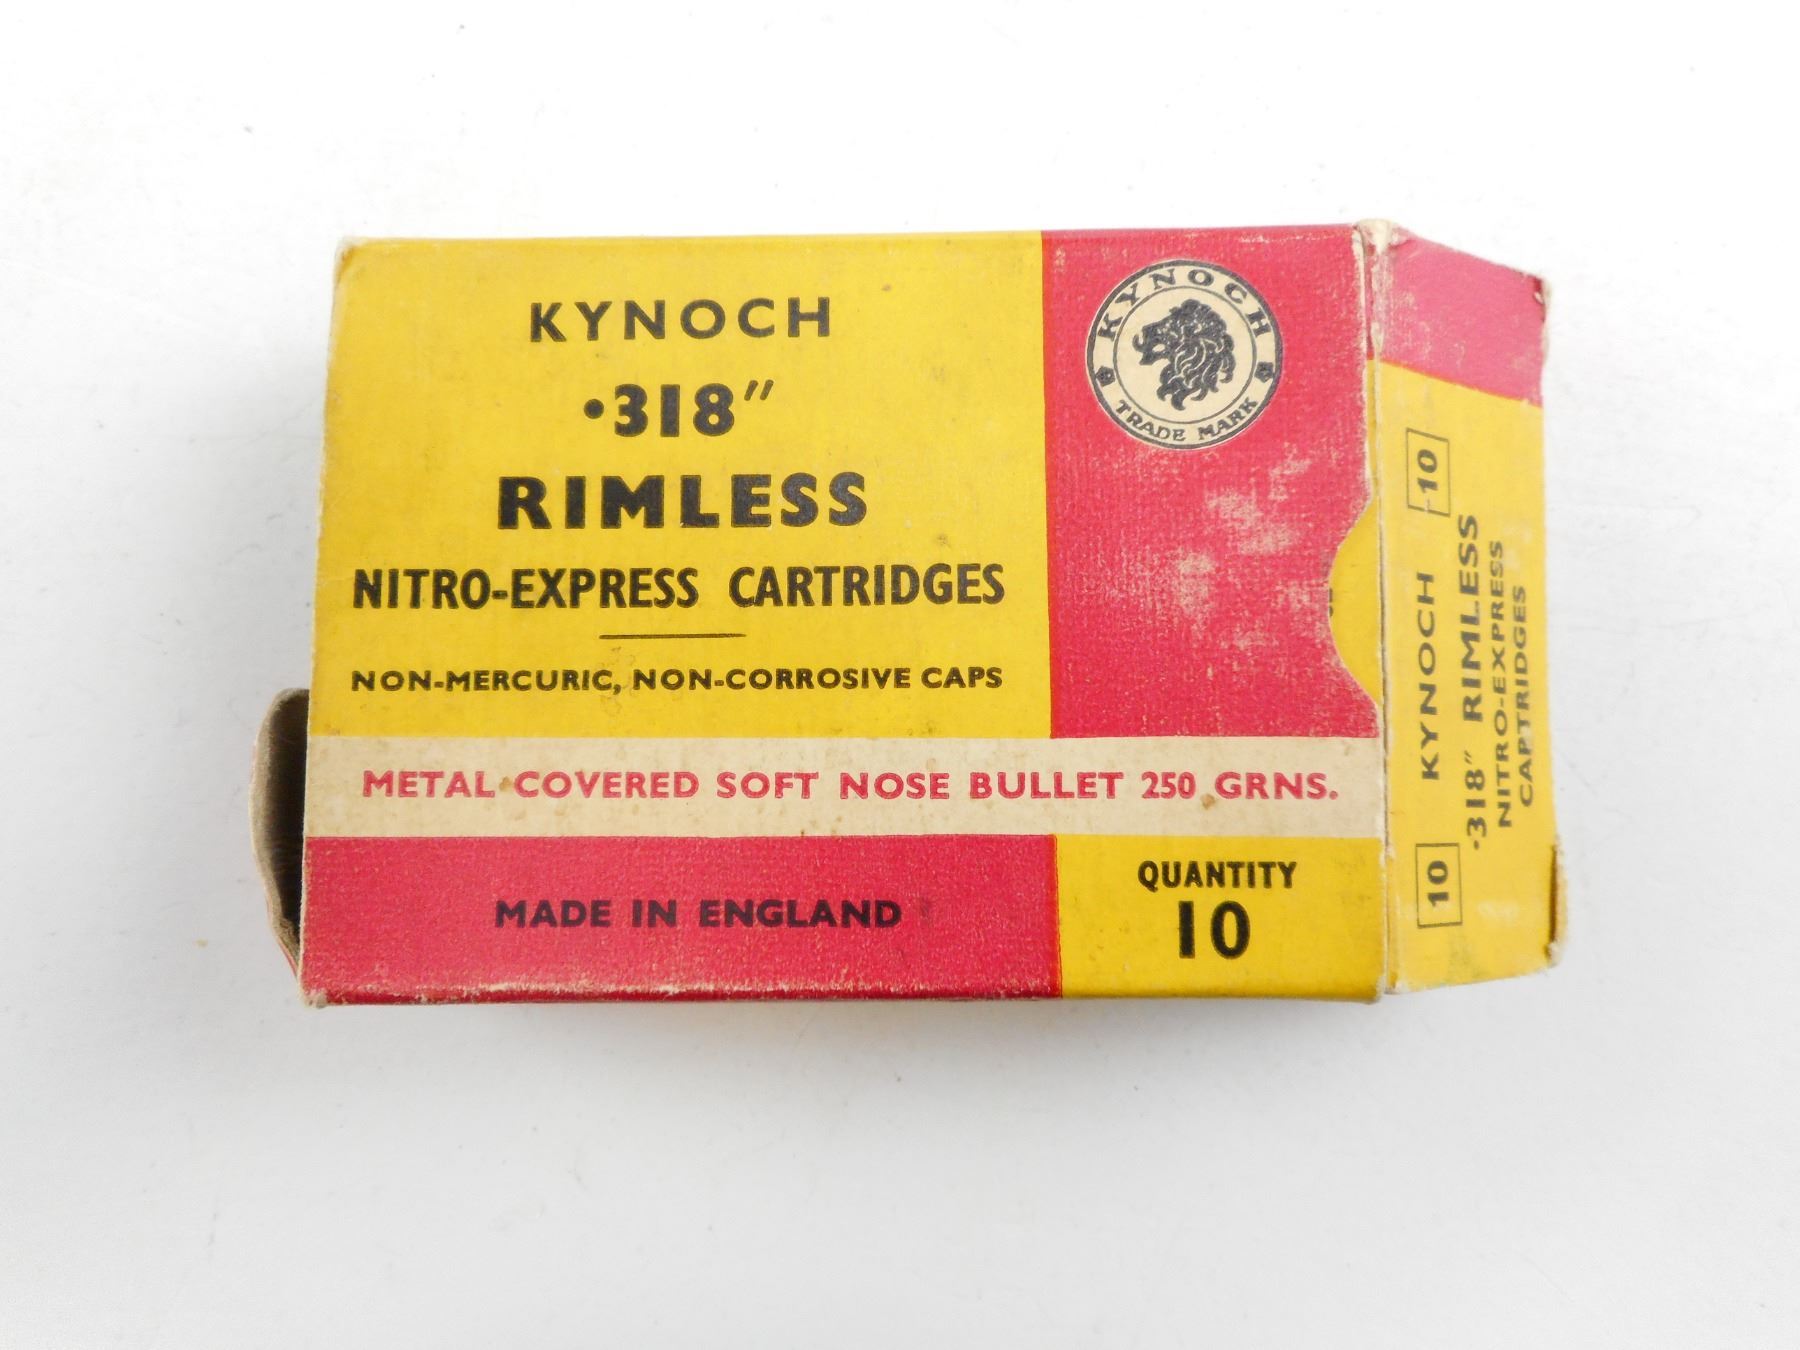 KYNOCH
·318″
RIMLESS
NITRO-EXPRESS CARTRIDGES
NON-MERCURIC, NON-CORROSIVE CAPS
METAL COVERED SOFT NOSE BULLET 250 GRNS.
MADE IN ENGLAND
QUANTITY
10
KYNOCH
TRADE MARK
10 KYNOCH 10
·318″ RIMLESS
NITRO-EXPRESS
CARTRIDGES